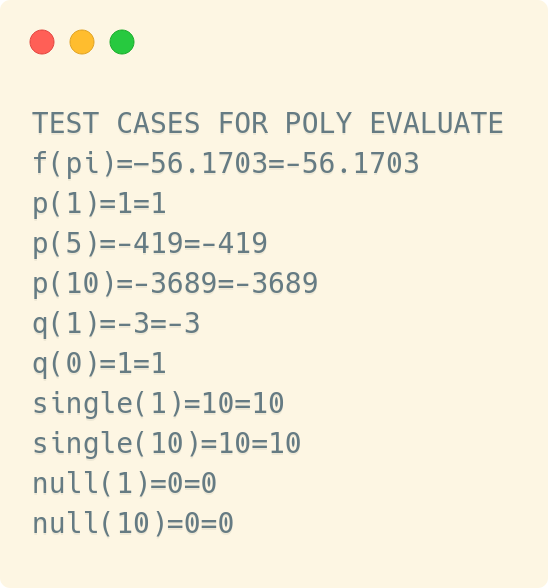 TEST CASES FOR POLY EVALUATE
f(pi)=−56.1703=-56.1703
p(1)=1=1
p(5)=-419=-419
p(10)=-3689=-3689
q(1)=-3=-3
q(0)=1=1
single(1)=10=10
single(10)=10=10
null(1)=0=0
null(10)=0=0